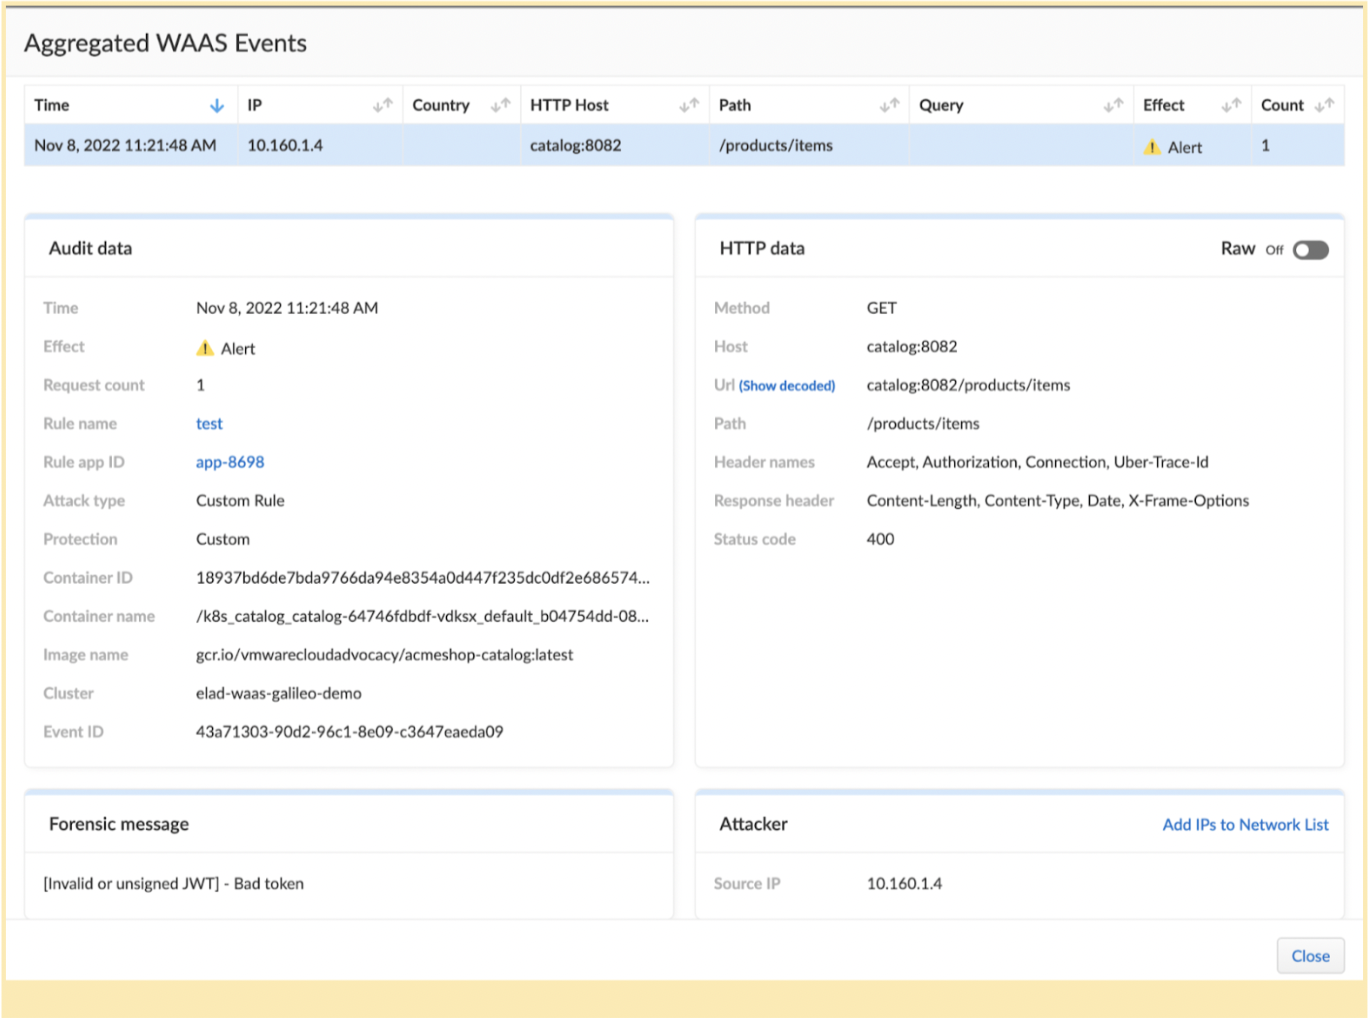 Aggregated WAAS Events
Time IP Country HTTP Host Path Query Effect Count
Nov 8, 2022 11:21:48 AM 10.160.1.4 catalog:8082 /products/items Alert 1
Audit data
Time Nov 8, 2022 11:21:48 AM
Effect Alert
Request count 1
Rule name test
Rule app ID app-8698
Attack type Custom Rule
Protection Custom
Container ID 18937bd6de7bda9766da94e8354a0d447f235dc0df2e686574...
Container name /k8s_catalog_catalog-64746fdbdf-vdksx_default_b04754dd-08...
Image name gcr.io/vmwarecloudadvocacy/acmeshop-catalog:latest
Cluster elad-waas-galileo-demo
Event ID 43a71303-90d2-96c1-8e09-c3647eaeda09
HTTP data Raw Off
Method GET
Host catalog:8082
Url (Show decoded) catalog:8082/products/items
Path /products/items
Header names Accept, Authorization, Connection, Uber-Trace-Id
Response header Content-Length, Content-Type, Date, X-Frame-Options
Status code 400
Forensic message
[Invalid or unsigned JWT] - Bad token
Attacker Add IPs to Network List
Source IP 10.160.1.4
Close